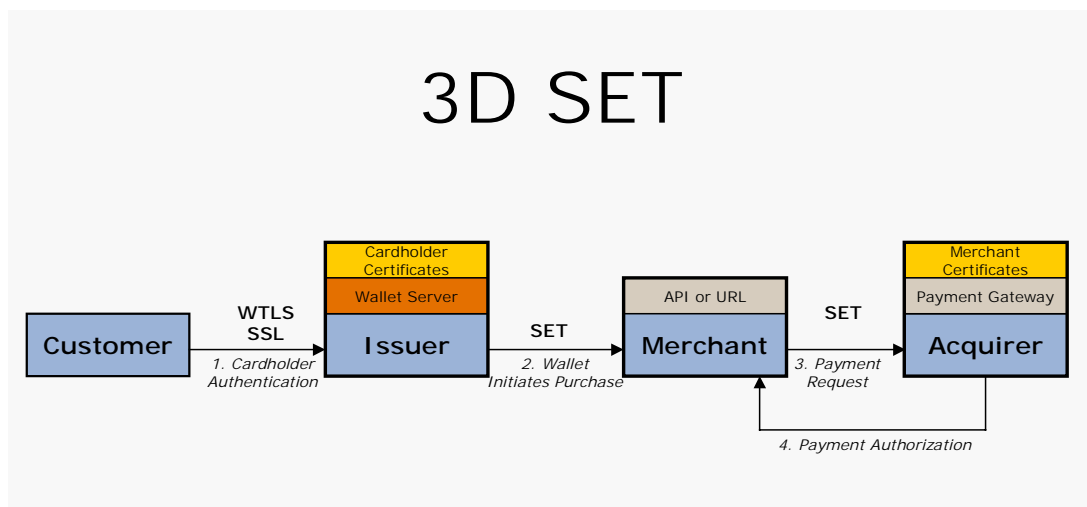 3D SET
Cardholder
Certificates
Wallet Server
Issuer
Merchant
Certificates
Payment Gateway
Acquirer
API or URL
Merchant
Customer
WTLS
SSL
1. Cardholder
Authentication
SET
2. Wallet
Initiates Purchase
SET
3. Payment
Request
4. Payment Authorization